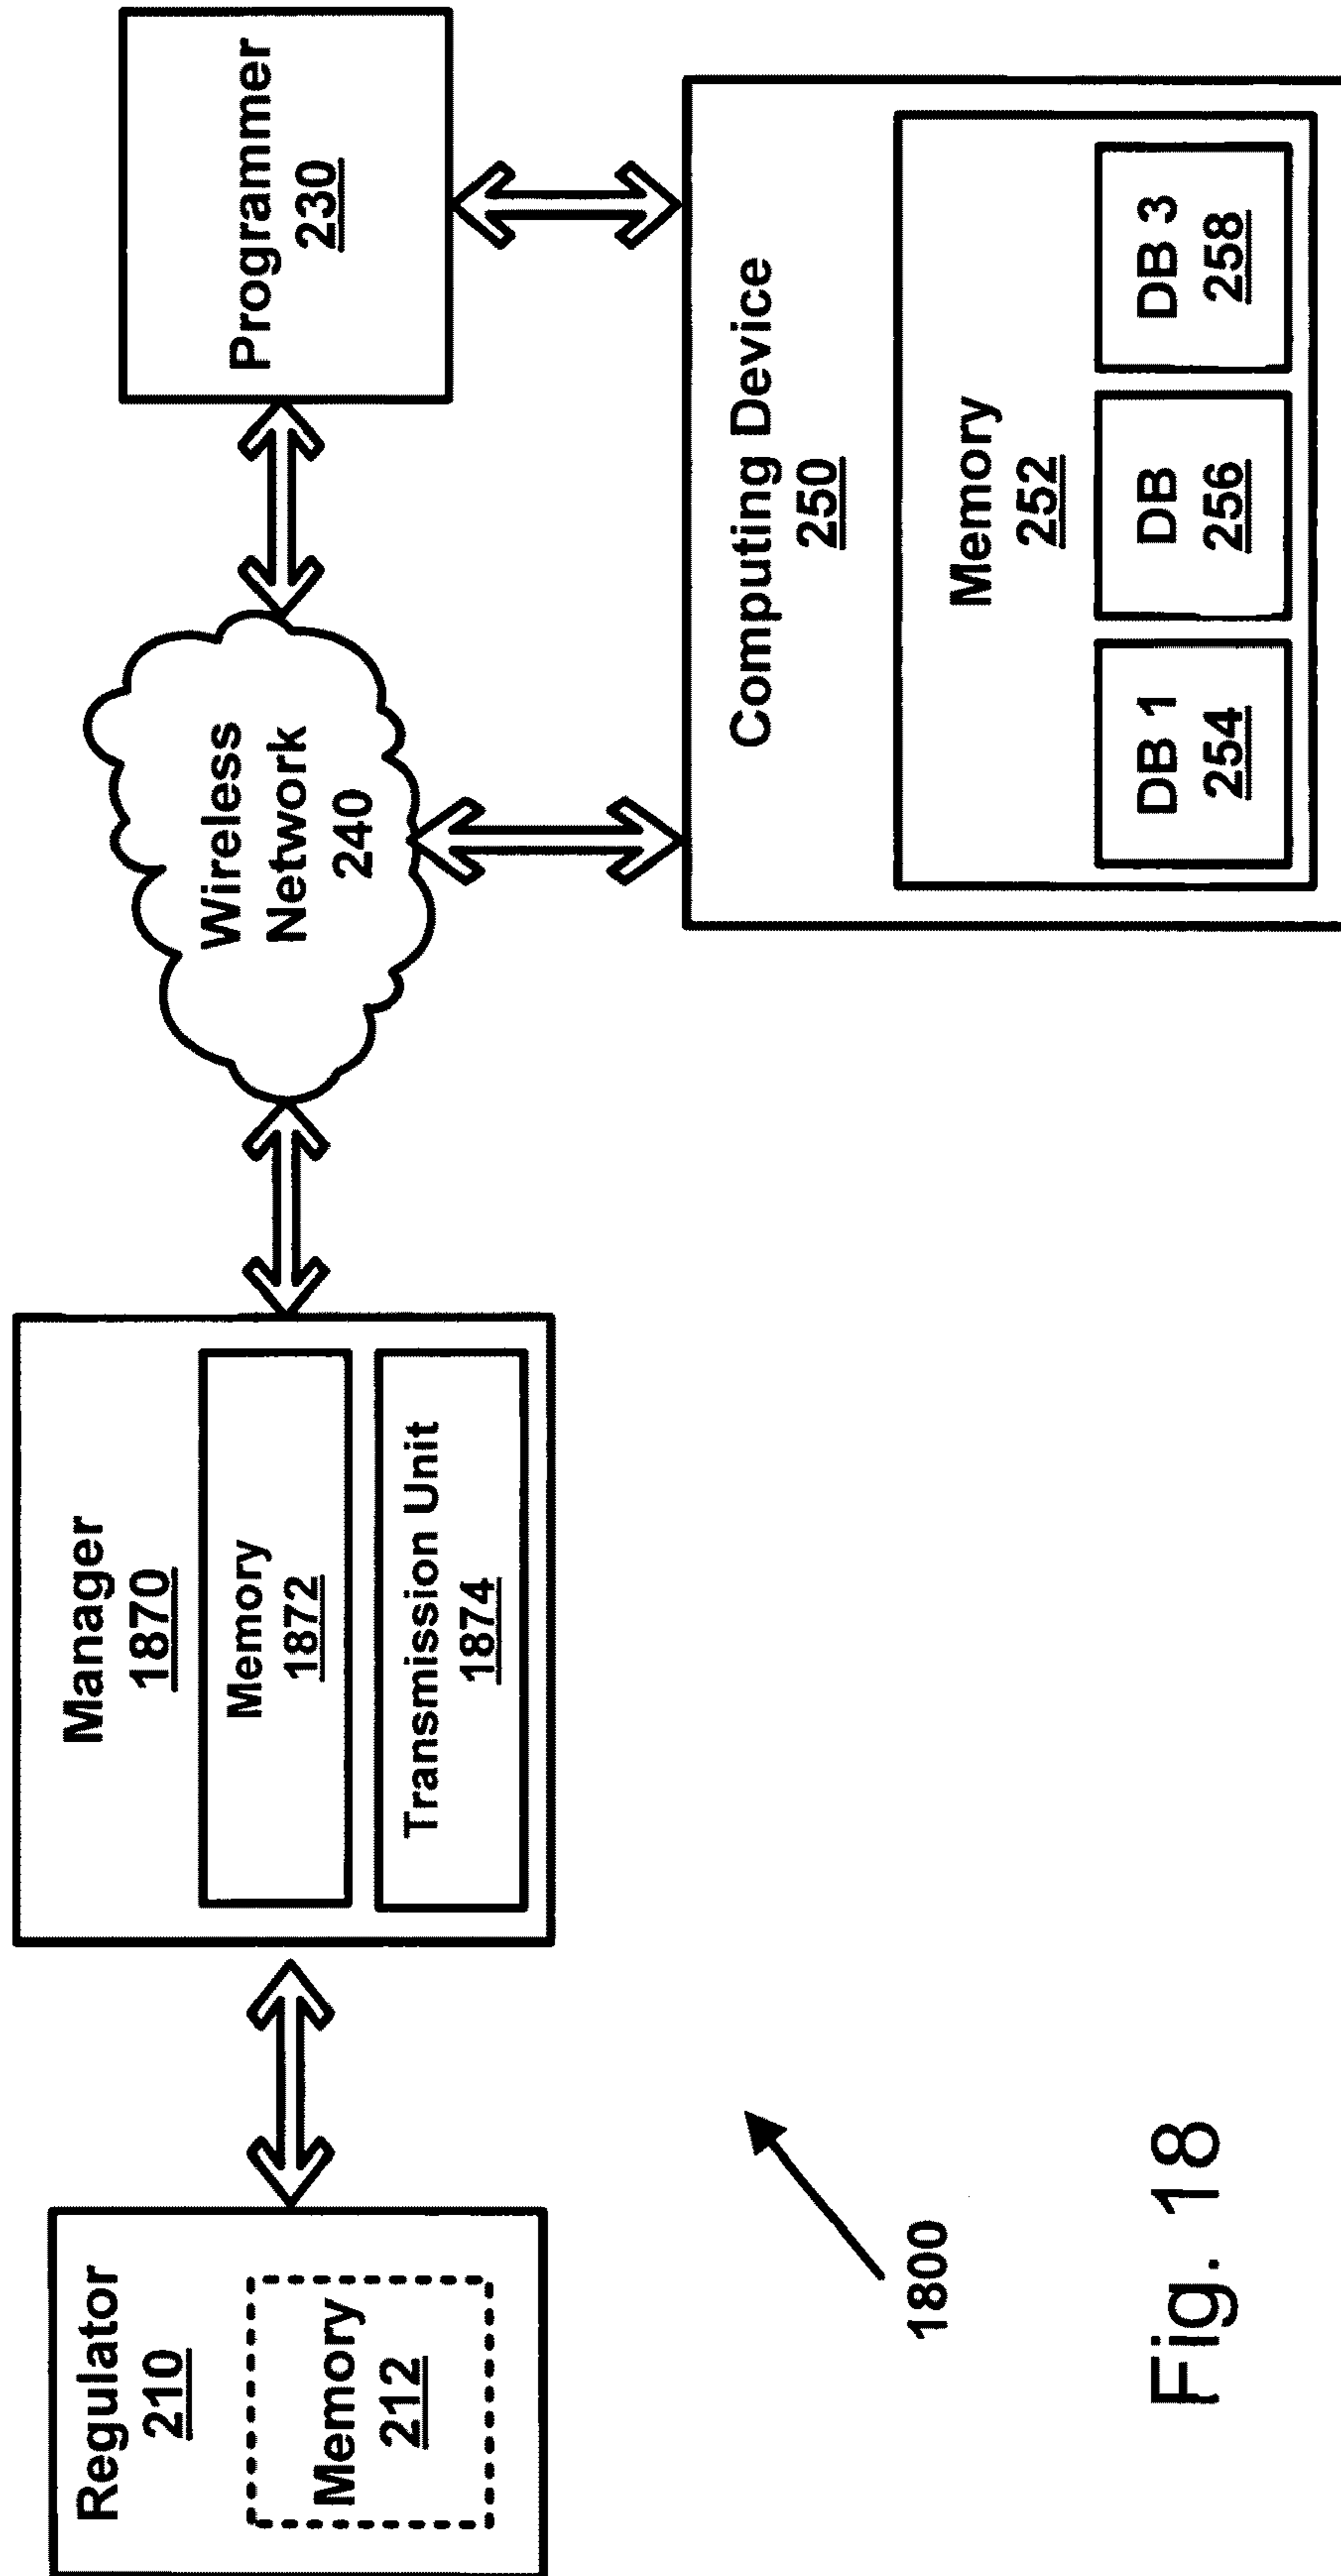 Regulator
210
Memory
212
Manager
1870
Memory
1872
Transmission Unit
1874
Wireless
Network
240
Programmer
230
Computing Device
250
Memory
252
DB 1
254
DB
256
DB 3
258
1800
Fig. 18